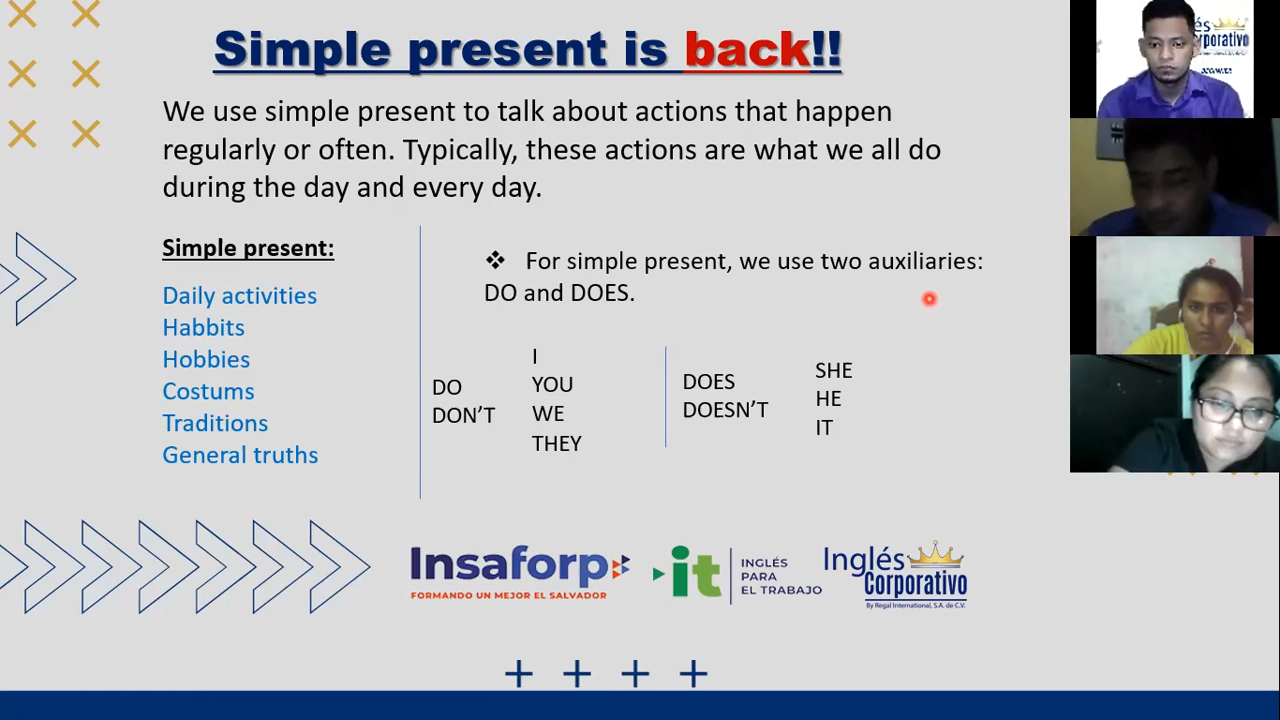 Simple present is back!!
We use simple present to talk about actions that happen
regularly or often. Typically, these actions are what we all do
during the day and every day.
Simple present:
Daily activities
Habbits
Hobbies
Costums
Traditions
General truths
❖ For simple present, we use two auxiliaries:
DO and DOES.
DO
DON'T
I
YOU
WE
THEY
DOES
DOESN'T
SHE
HE
IT
Insaforp
FORMANDO UN MEJOR EL SALVADOR
it
INGLÉS
PARA
EL TRABAJO
Inglés
Corporativo
By Regal International, S.A. de C.V.
Inglés